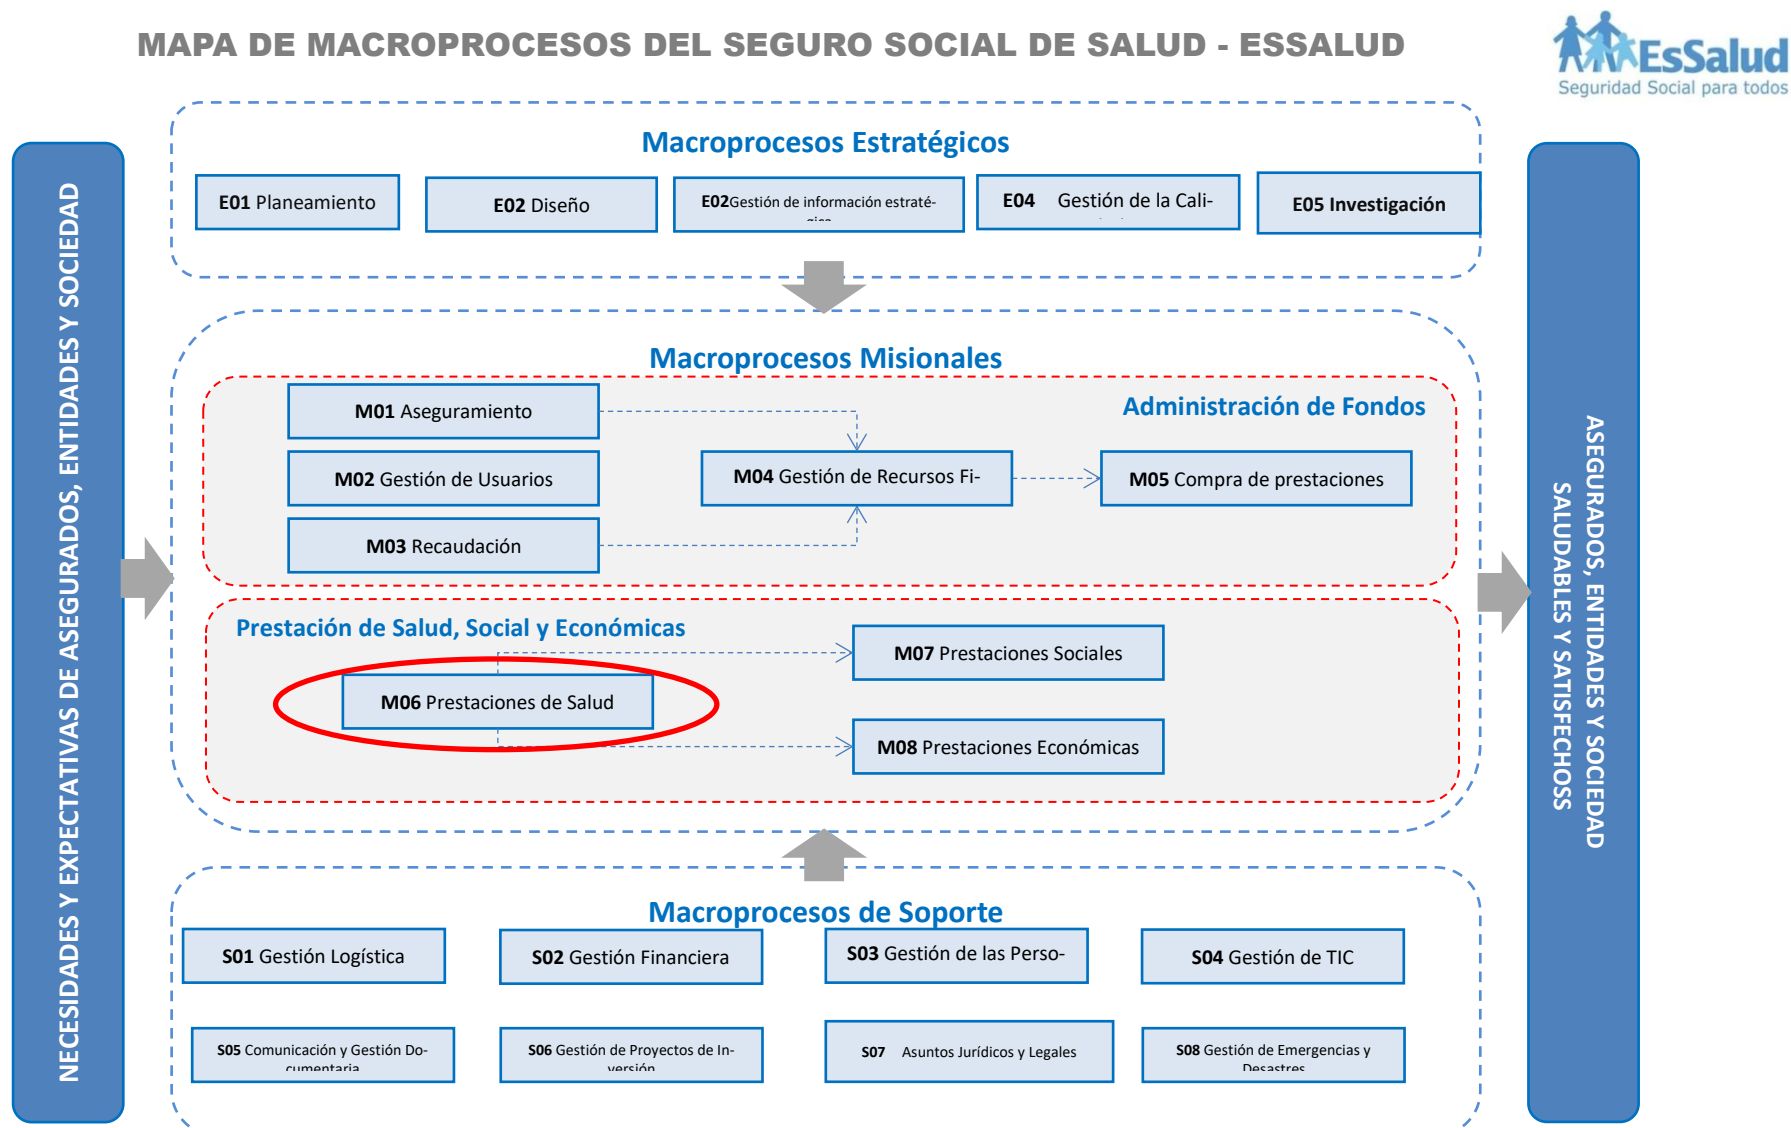 MAPA DE MACROPROCESOS DEL SEGURO SOCIAL DE SALUD - ESSALUD
EsSalud
Seguridad Social para todos
NECESIDADES Y EXPECTATIVAS DE ASEGURADOS, ENTIDADES Y SOCIEDAD
Macroprocesos Estratégicos
E01 Planeamiento
E02 Diseño
E02Gestión de información estraté-
E04 Gestión de la Cali-
E05 Investigación
Macroprocesos Misionales
Administración de Fondos
M01 Aseguramiento
M02 Gestión de Usuarios
M03 Recaudación
M04 Gestión de Recursos Fi-
M05 Compra de prestaciones
Prestación de Salud, Social y Económicas
M06 Prestaciones de Salud
M07 Prestaciones Sociales
M08 Prestaciones Económicas
Macroprocesos de Soporte
S01 Gestión Logística
S02 Gestión Financiera
S03 Gestión de las Perso-
S04 Gestión de TIC
S05 Comunicación y Gestión Do-
cumentaria
S06 Gestión de Proyectos de In-
versión
S07 Asuntos Jurídicos y Legales
S08 Gestión de Emergencias y
Desastres
ASEGURADOS, ENTIDADES Y SOCIEDAD
SALUDABLES Y SATISFECHOSS